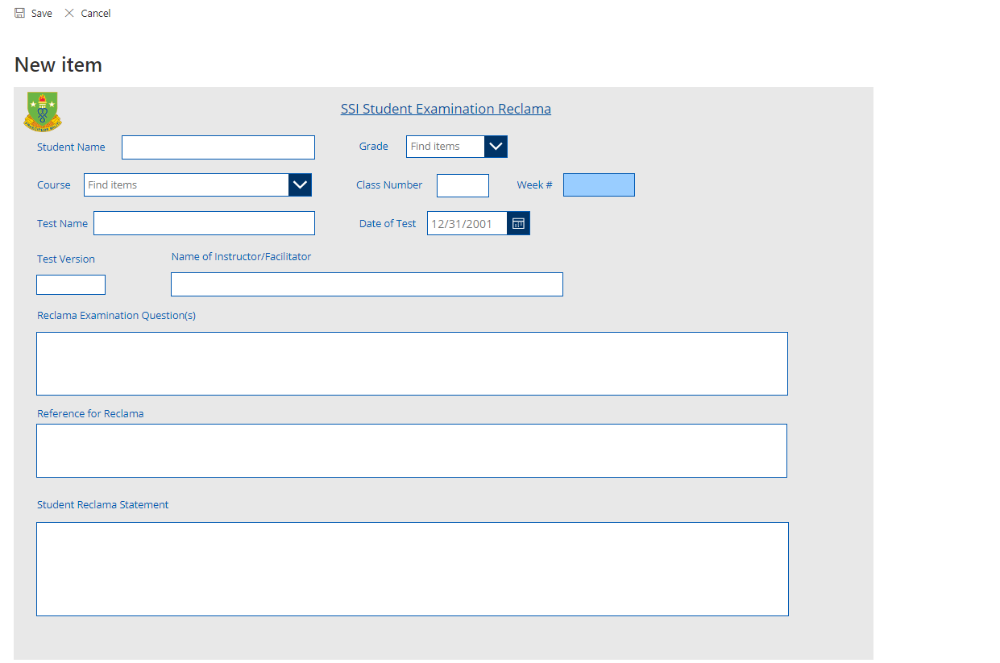 Save Cancel
New item
SSI Student Examination Reclama
Student Name Grade Find items
Course Find items Class Number Week #
Test Name Date of Test 12/31/2001
Test Version Name of Instructor/Facilitator
Reclama Examination Question(s)
Reference for Reclama
Student Reclama Statement